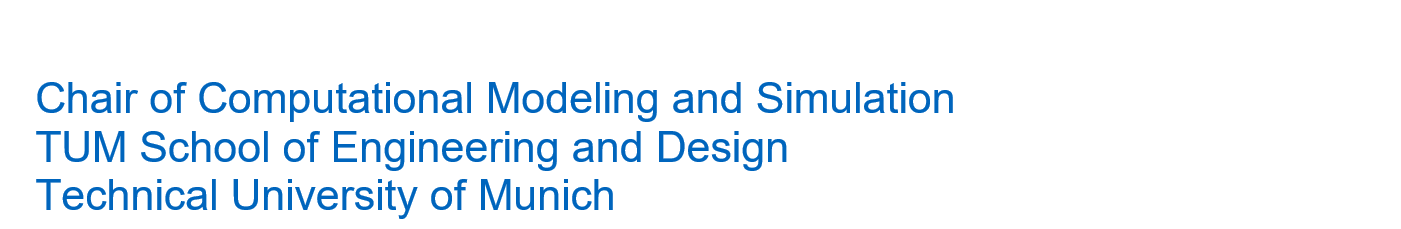 Chair of Computational Modeling and Simulation
TUM School of Engineering and Design
Technical University of Munich